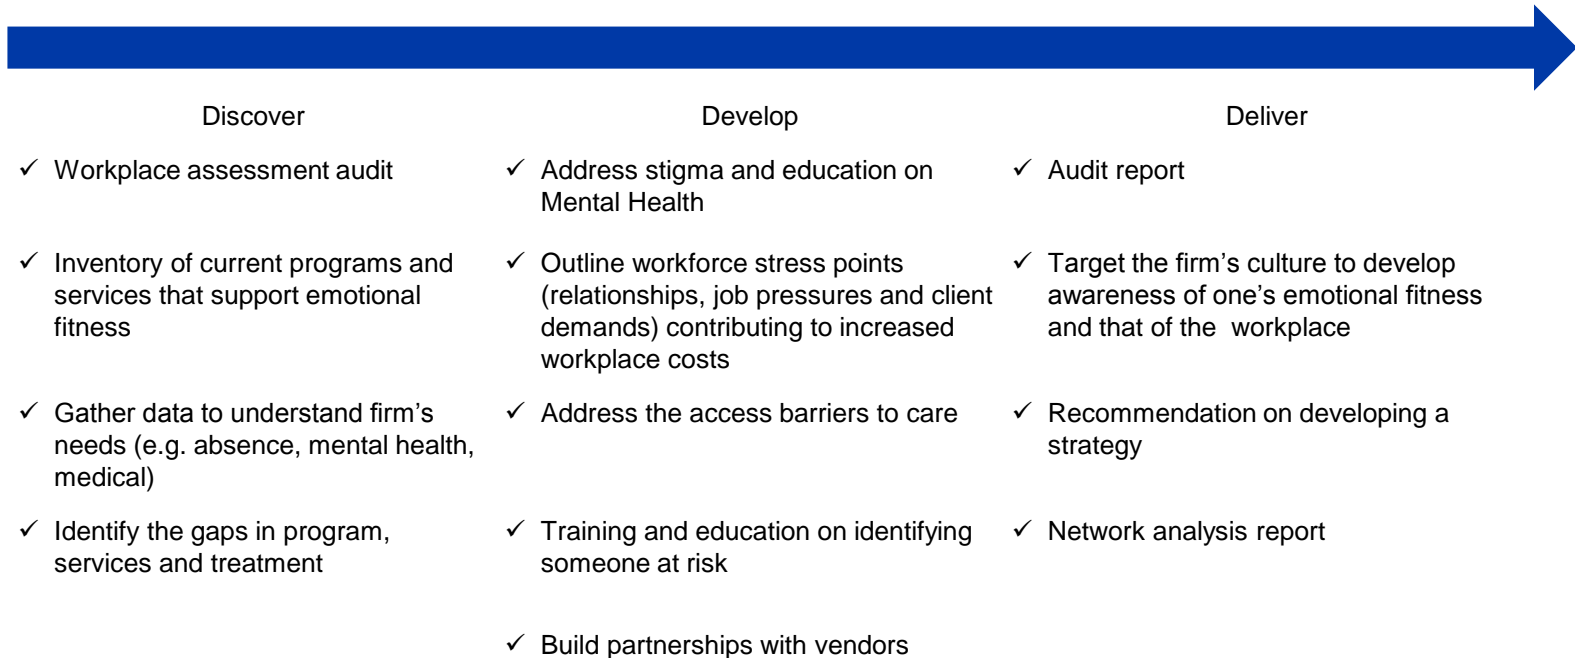 Discover
✓ Workplace assessment audit
✓ Inventory of current programs and
services that support emotional
fitness
✓ Gather data to understand firm's
needs (e.g. absence, mental health,
medical)
✓ Identify the gaps in program,
services and treatment
Develop
✓ Address stigma and education on
Mental Health
✓ Outline workforce stress points
(relationships, job pressures and client
demands) contributing to increased
workplace costs
✓ Address the access barriers to care
✓ Training and education on identifying
someone at risk
✓ Build partnerships with vendors
Deliver
✓ Audit report
✓ Target the firm's culture to develop
awareness of one's emotional fitness
and that of the  workplace
✓ Recommendation on developing a
strategy
✓ Network analysis report